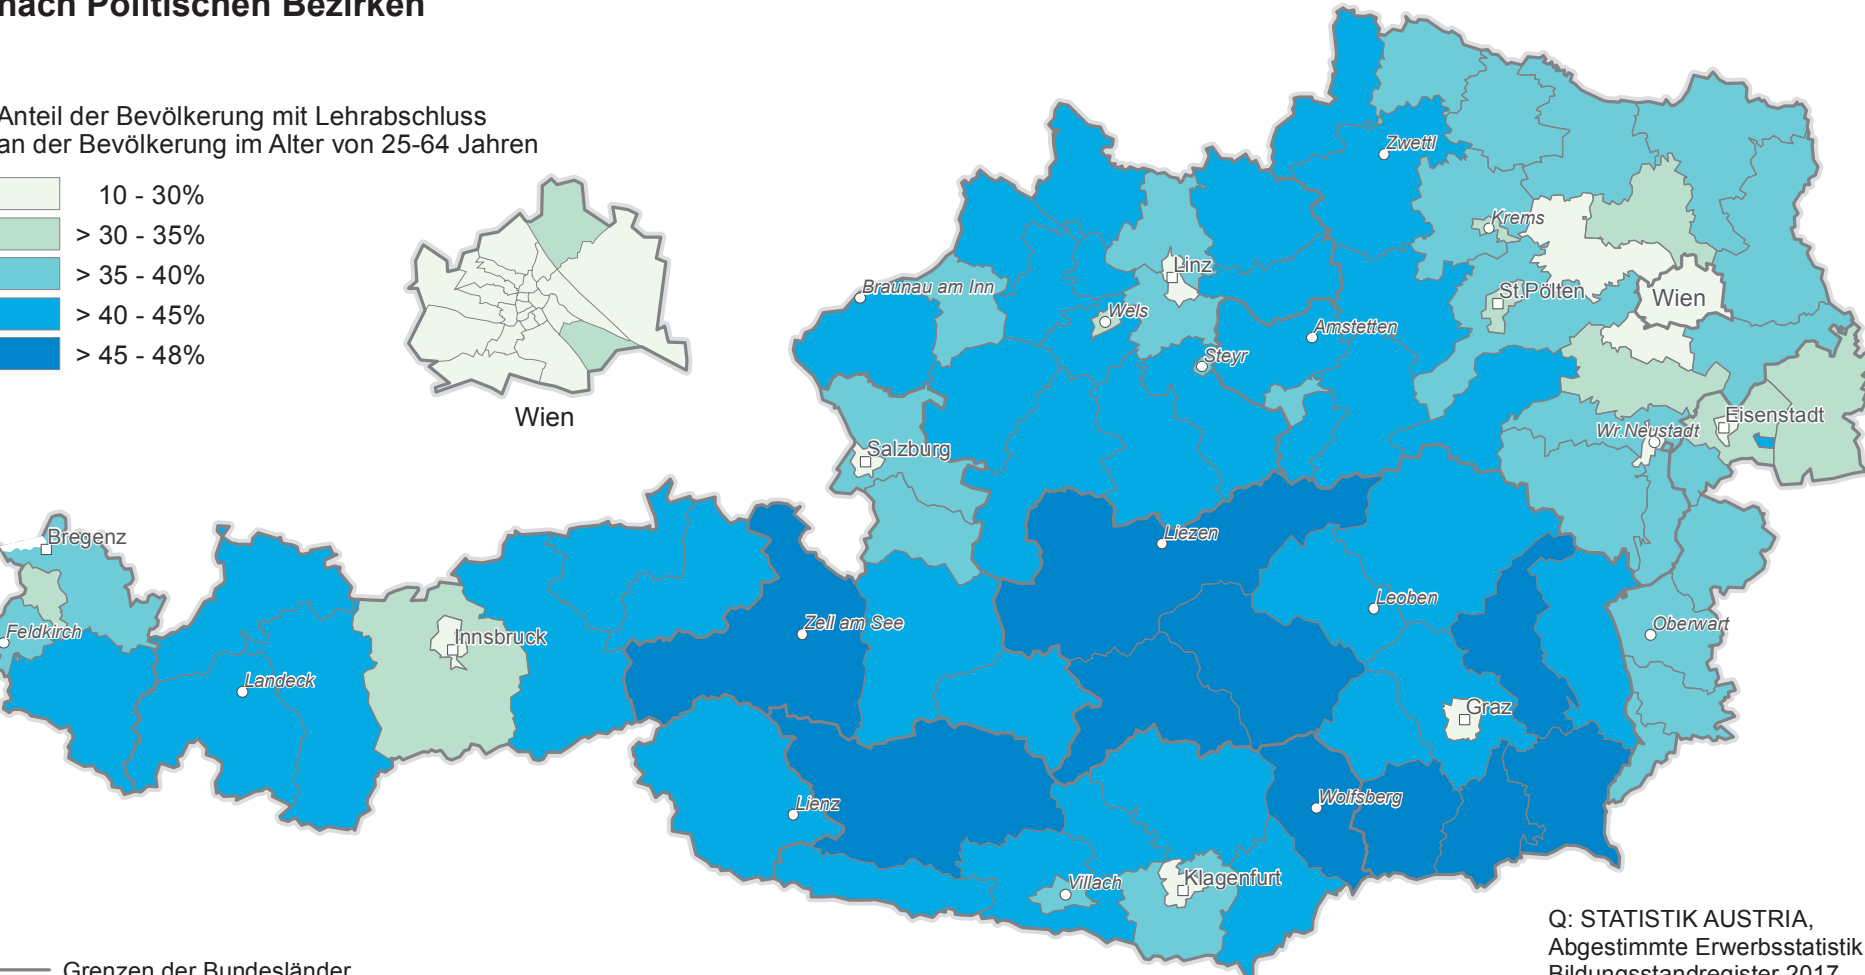 nach Politischen Bezirken
Anteil der Bevölkerung mit Lehrabschluss
an der Bevölkerung im Alter von 25-64 Jahren
10 - 30%
> 30 - 35%
> 35 - 40%
> 40 - 45%
> 45 - 48%
Wien
Zwettl
Krems
Linz
Braunau am Inn
St.Pölten
Wien
Wels
Amstetten
Steyr
Eisenstadt
Wr.Neustadt
Salzburg
Bregenz
Liezen
Leoben
Feldkirch
Innsbruck
Zell am See
Oberwart
Landeck
Graz
Lienz
Wolfsberg
Villach
Klagenfurt
Q: STATISTIK AUSTRIA,
Abgestimmte Erwerbsstatistik
Bildungsstandregister 2017
Grenzen der Bundesländer